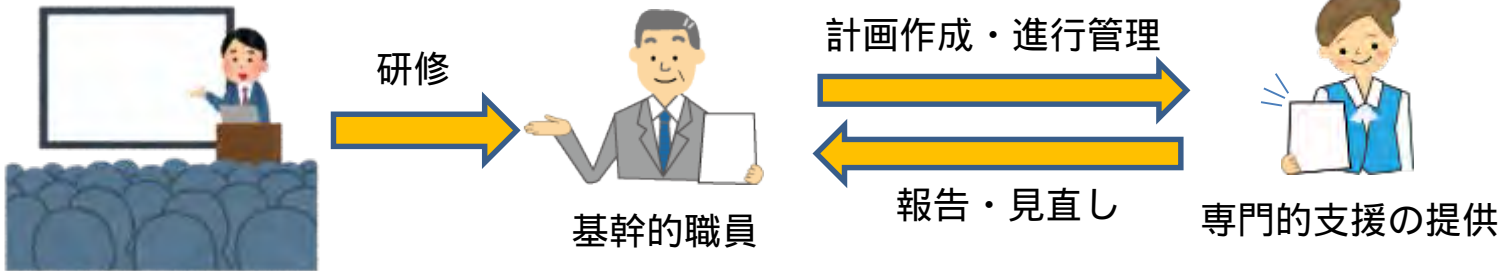 研修
基幹的職員
計画作成・進行管理
報告・見直し
専門的支援の提供